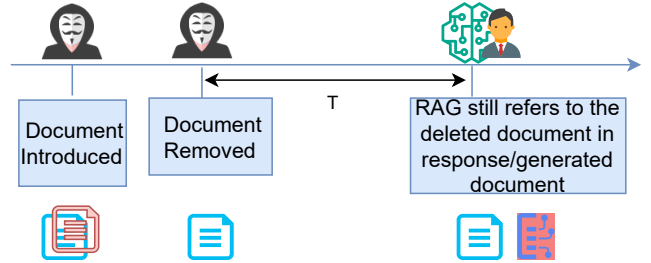 T
Document
Introduced
Document
Removed
RAG still refers to the
deleted document in
response/generated
document